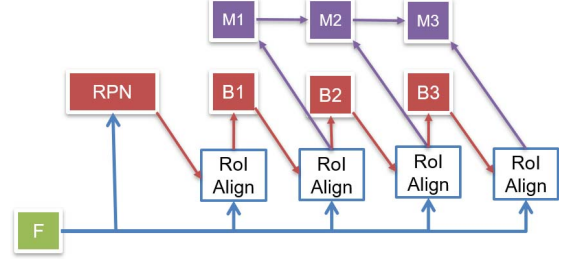 M1
M2
M3
RPN
B1
B2
B3
RoI
Align
RoI
Align
RoI
Align
RoI
Align
F